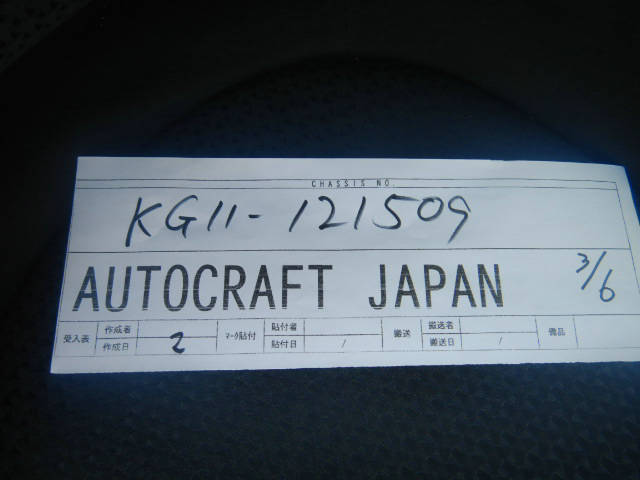 CHASSIS NO.
KG11-121509
AUTOCRAFT JAPAN 3/6
受入表 作成者 2 マーク貼付 貼付者 搬送 搬送者 備品
作成日 貼付日 / 搬送日 /